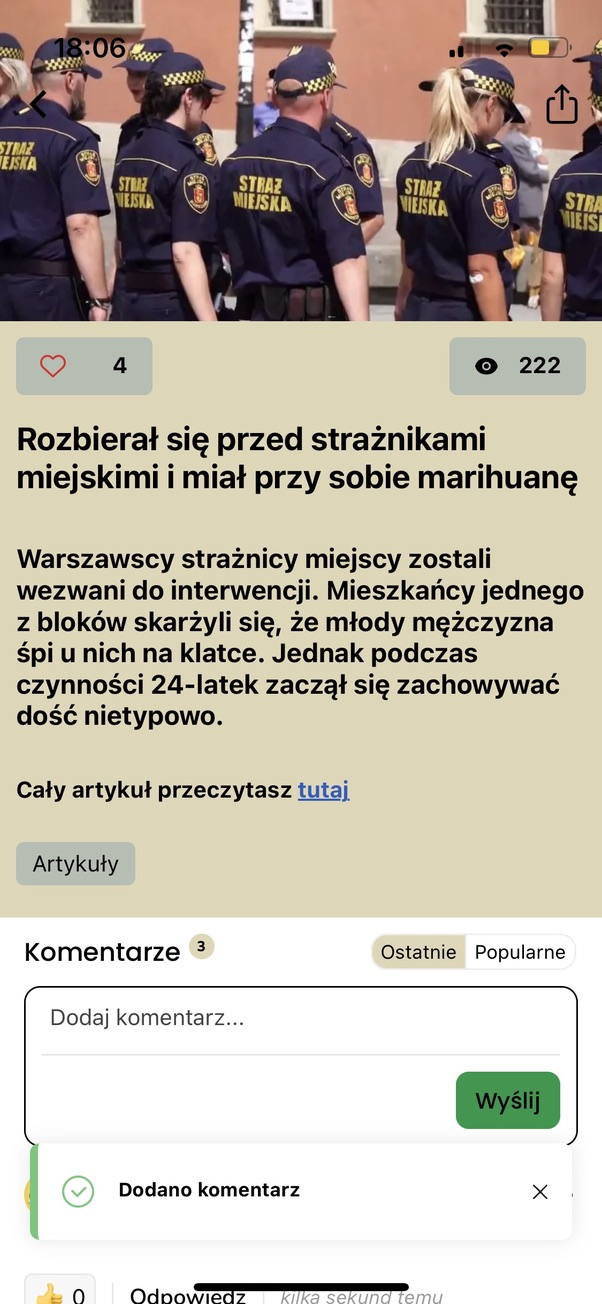 18:06
STRAŻ
MIEJSKA
STRAŻ
MIEJSKA
STRAŻ
MIEJSKA
4
222
Rozbierał się przed strażnikami
miejskimi i miał przy sobie marihuanę
Warszawscy strażnicy miejscy zostali
wezwani do interwencji. Mieszkańcy jednego
z bloków skarżyli się, że młody mężczyzna
śpi u nich na klatce. Jednak podczas
czynności 24-latek zaczął się zachowywać
dość nietypowo.
Cały artykuł przeczytasz tutaj
Artykuły
Komentarze 3 Ostatnie Popularne
Dodaj komentarz...
Wyślij
Dodano komentarz
0 Odpowiedz kilka sekund temu